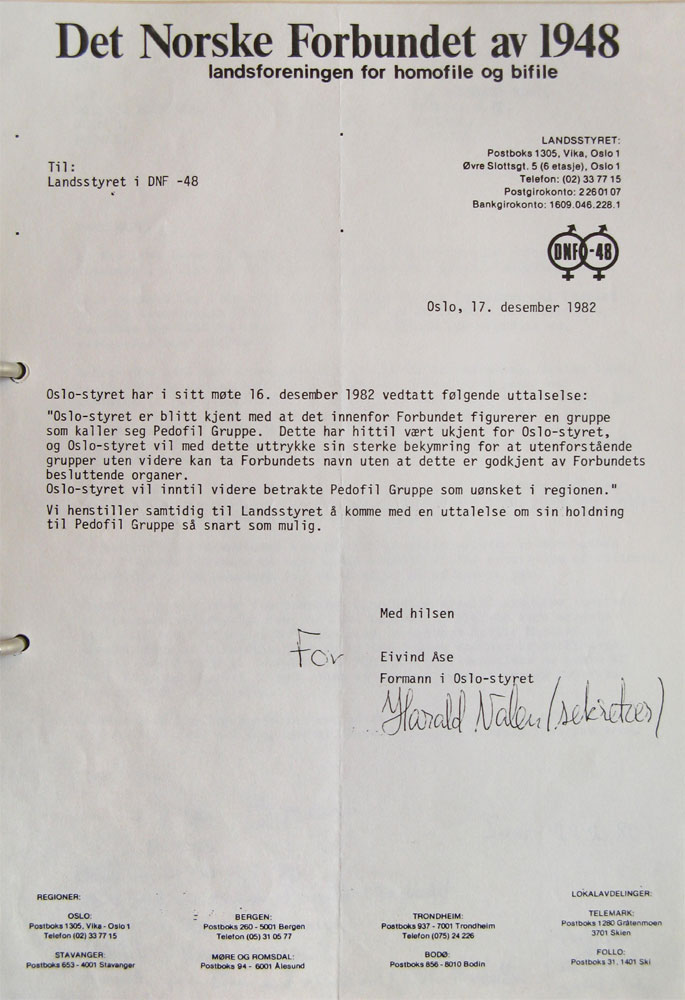 Det Norske Forbundet av 1948
landsforeningen for homofile og bifile
LANDSSTYRET:
Postboks 1305, Vika, Oslo 1
Øvre Slottsgt. 5 (6 etasje), Oslo 1
Telefon: (02) 33 77 15
Postgirokonto: 2 26 01 07
Bankgirokonto: 1609.046.228.1
Til:
Landsstyret i DNF -48
DNF-48
Oslo, 17. desember 1982
Oslo-styret har i sitt møte 16. desember 1982 vedtatt følgende uttalselse:
"Oslo-styret er blitt kjent med at det innenfor Forbundet figurerer en gruppe
som kaller seg Pedofil Gruppe. Dette har hittil vært ukjent for Oslo-styret,
og Oslo-styret vil med dette uttrykke sin sterke bekymring for at utenforstående
grupper uten videre kan ta Forbundets navn uten at dette er godkjent av Forbundets
besluttende organer.
Oslo-styret vil inntil videre betrakte Pedofil Gruppe som uønsket i regionen."
Vi henstiller samtidig til Landsstyret å komme med en uttalelse om sin holdning
til Pedofil Gruppe så snart som mulig.
Med hilsen
For
Eivind Åse
Formann i Oslo-styret
Harald Nalen (sekretær)
REGIONER:
OSLO:
Postboks 1305, Vika - Oslo 1
Telefon (02) 33 77 15
STAVANGER:
Postboks 653 - 4001 Stavanger
BERGEN:
Postboks 260 - 5001 Bergen
Telefon (05) 31 05 77
MØRE OG ROMSDAL:
Postboks 94 - 6001 Ålesund
TRONDHEIM:
Postboks 937 - 7001 Trondheim
Telefon (075) 24 226
BODØ:
Postboks 856 - 8010 Bodin
LOKALAVDELINGER:
TELEMARK:
Postboks 1280 Gråtenmoen
3701 Skien
FOLLO:
Postboks 31, 1401 Ski